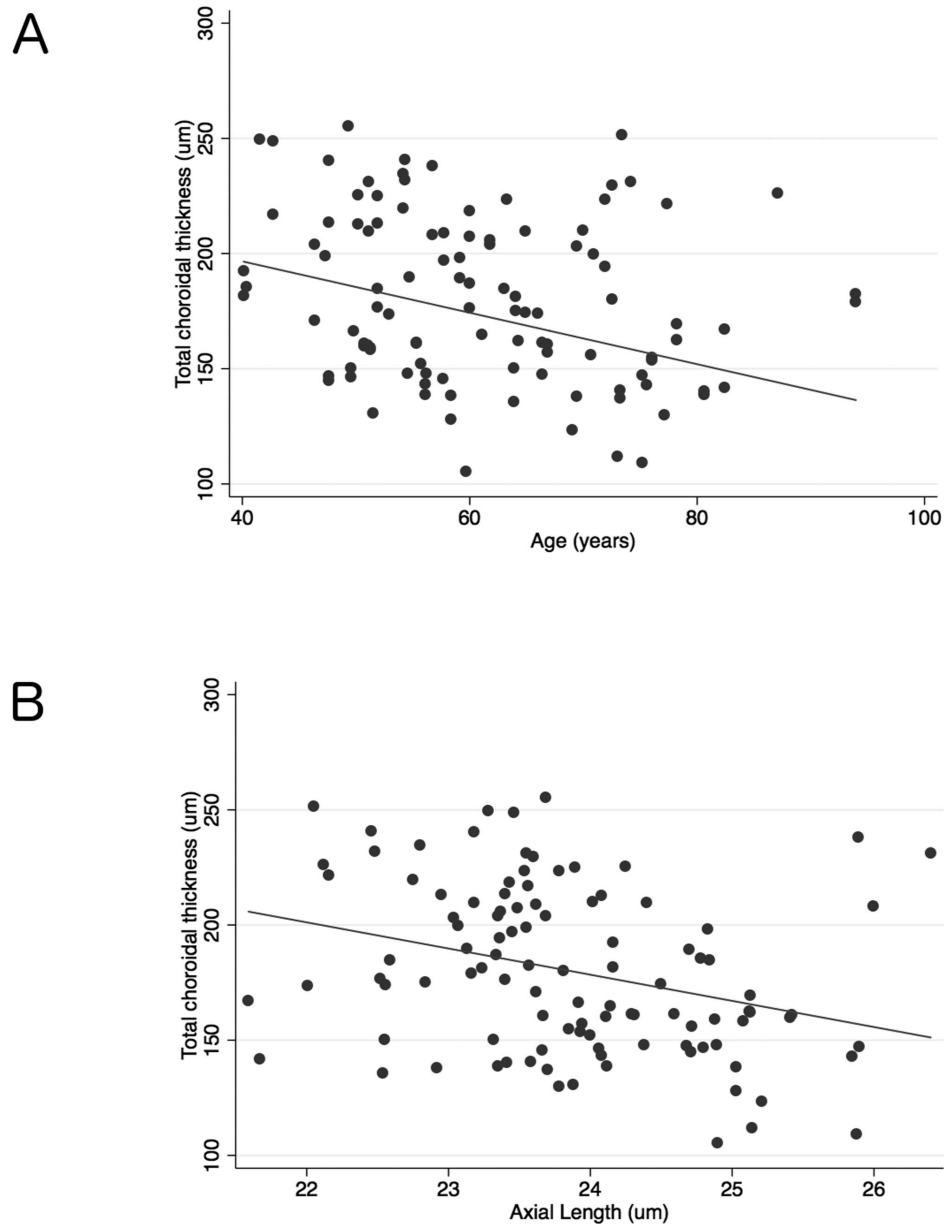 A
Total choroidal thickness (um)
300
250
200
150
100
40 60 80 100
Age (years)
B
Total choroidal thickness (um)
300
250
200
150
100
22 23 24 25 26
Axial Length (um)